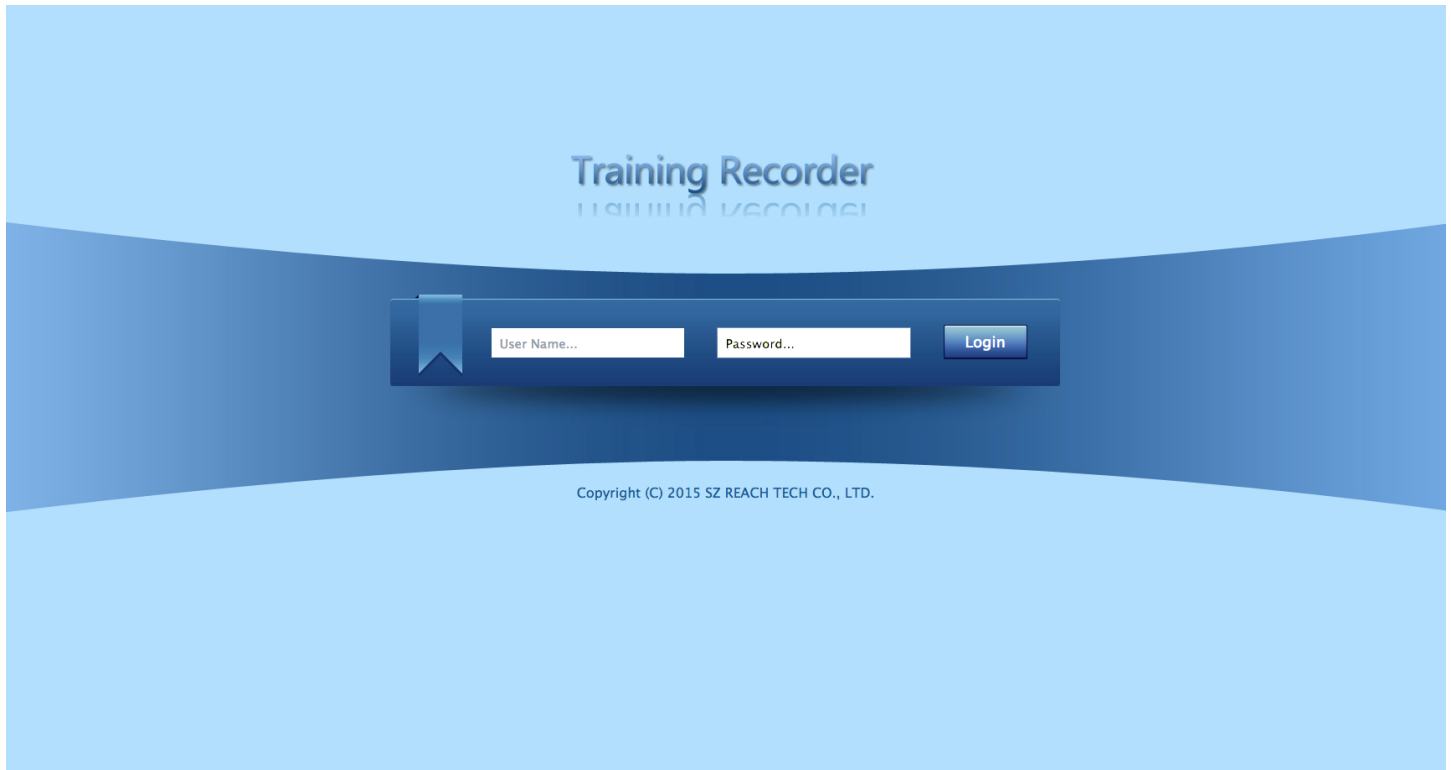 Training Recorder
User Name...
Password...
Login
Copyright (C) 2015 SZ REACH TECH CO., LTD.